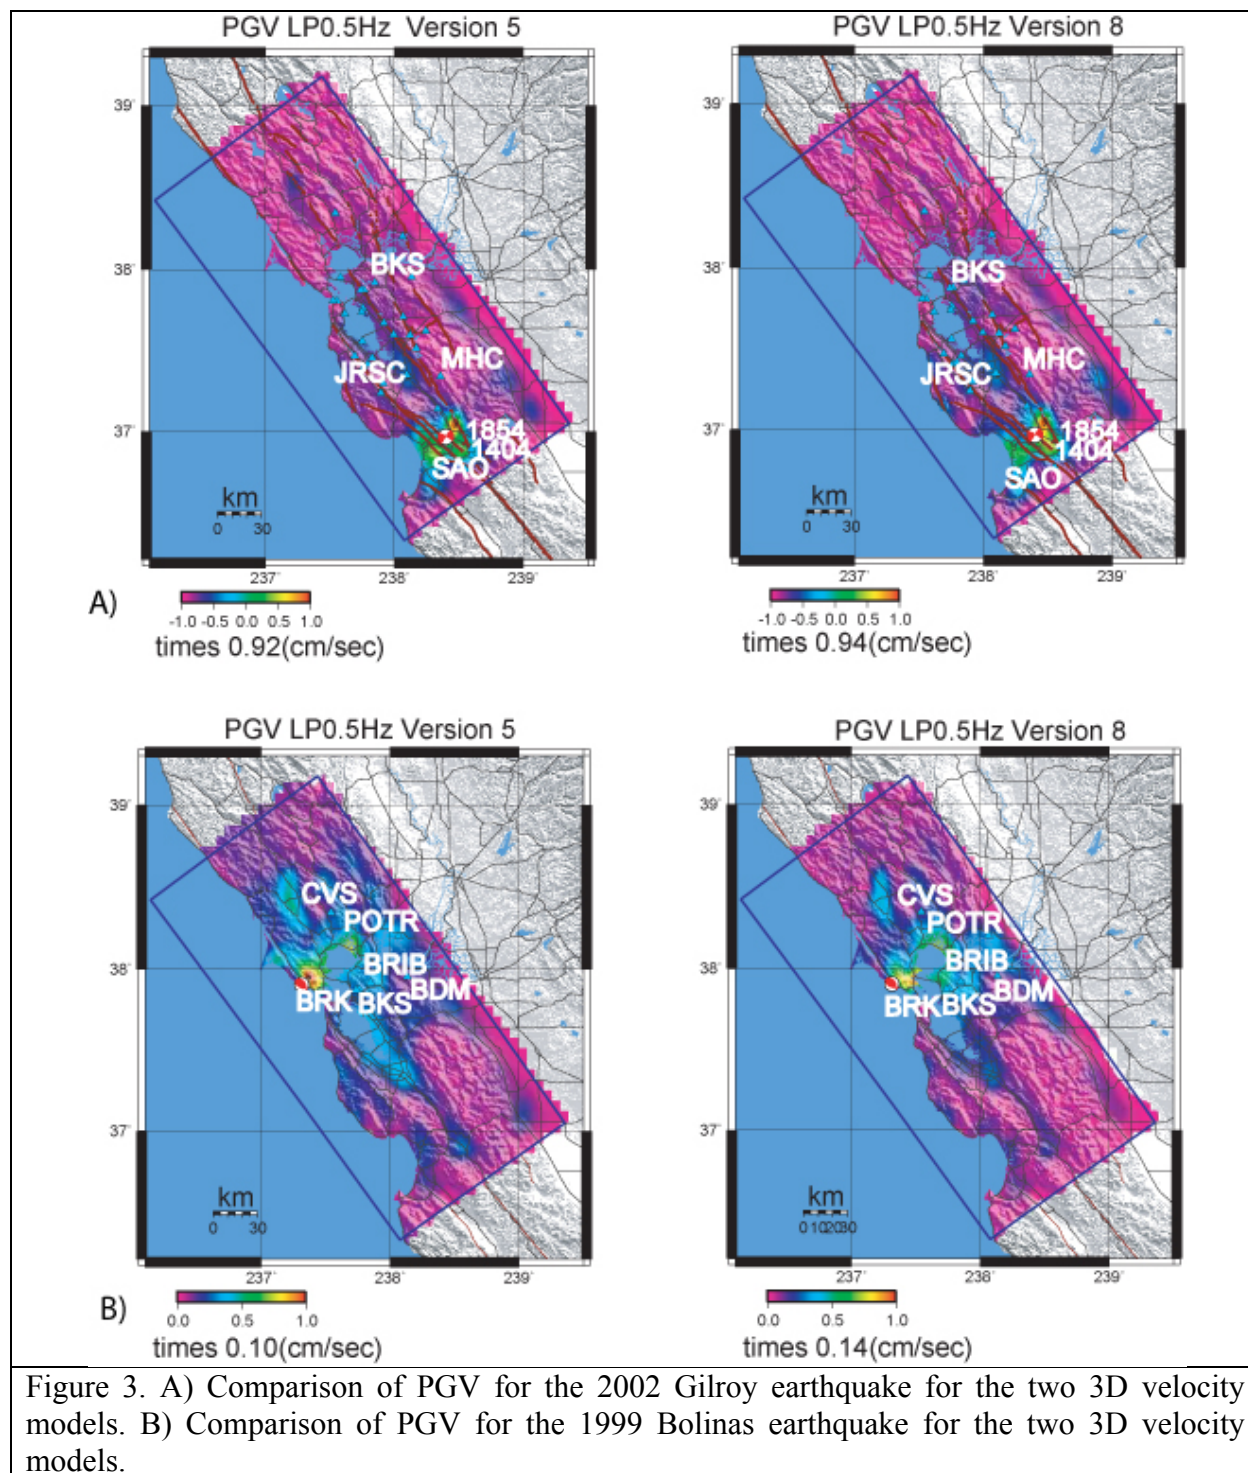 PGV LP0.5Hz Version 5
PGV LP0.5Hz Version 8
39°
38°
37°
BKS
MHC
JRSC
1854
1404
SAO
km
0 30
237° 238° 239°
39°
38°
37°
BKS
MHC
JRSC
1854
1404
SAO
km
0 30
237° 238° 239°
A)
-1.0 -0.5 0.0 0.5 1.0
times 0.92(cm/sec)
-1.0 -0.5 0.0 0.5 1.0
times 0.94(cm/sec)
PGV LP0.5Hz Version 5
PGV LP0.5Hz Version 8
39°
38°
37°
CVS
POTR
BRIB
BDM
BRK BKS
km
0 30
237° 238° 239°
39°
38°
37°
CVS
POTR
BRIB
BDM
BRK BKS
km
0 10 20 30
237° 238° 239°
B)
0.0 0.5 1.0
times 0.10(cm/sec)
0.0 0.5 1.0
times 0.14(cm/sec)
Figure 3. A) Comparison of PGV for the 2002 Gilroy earthquake for the two 3D velocity
models. B) Comparison of PGV for the 1999 Bolinas earthquake for the two 3D velocity
models.